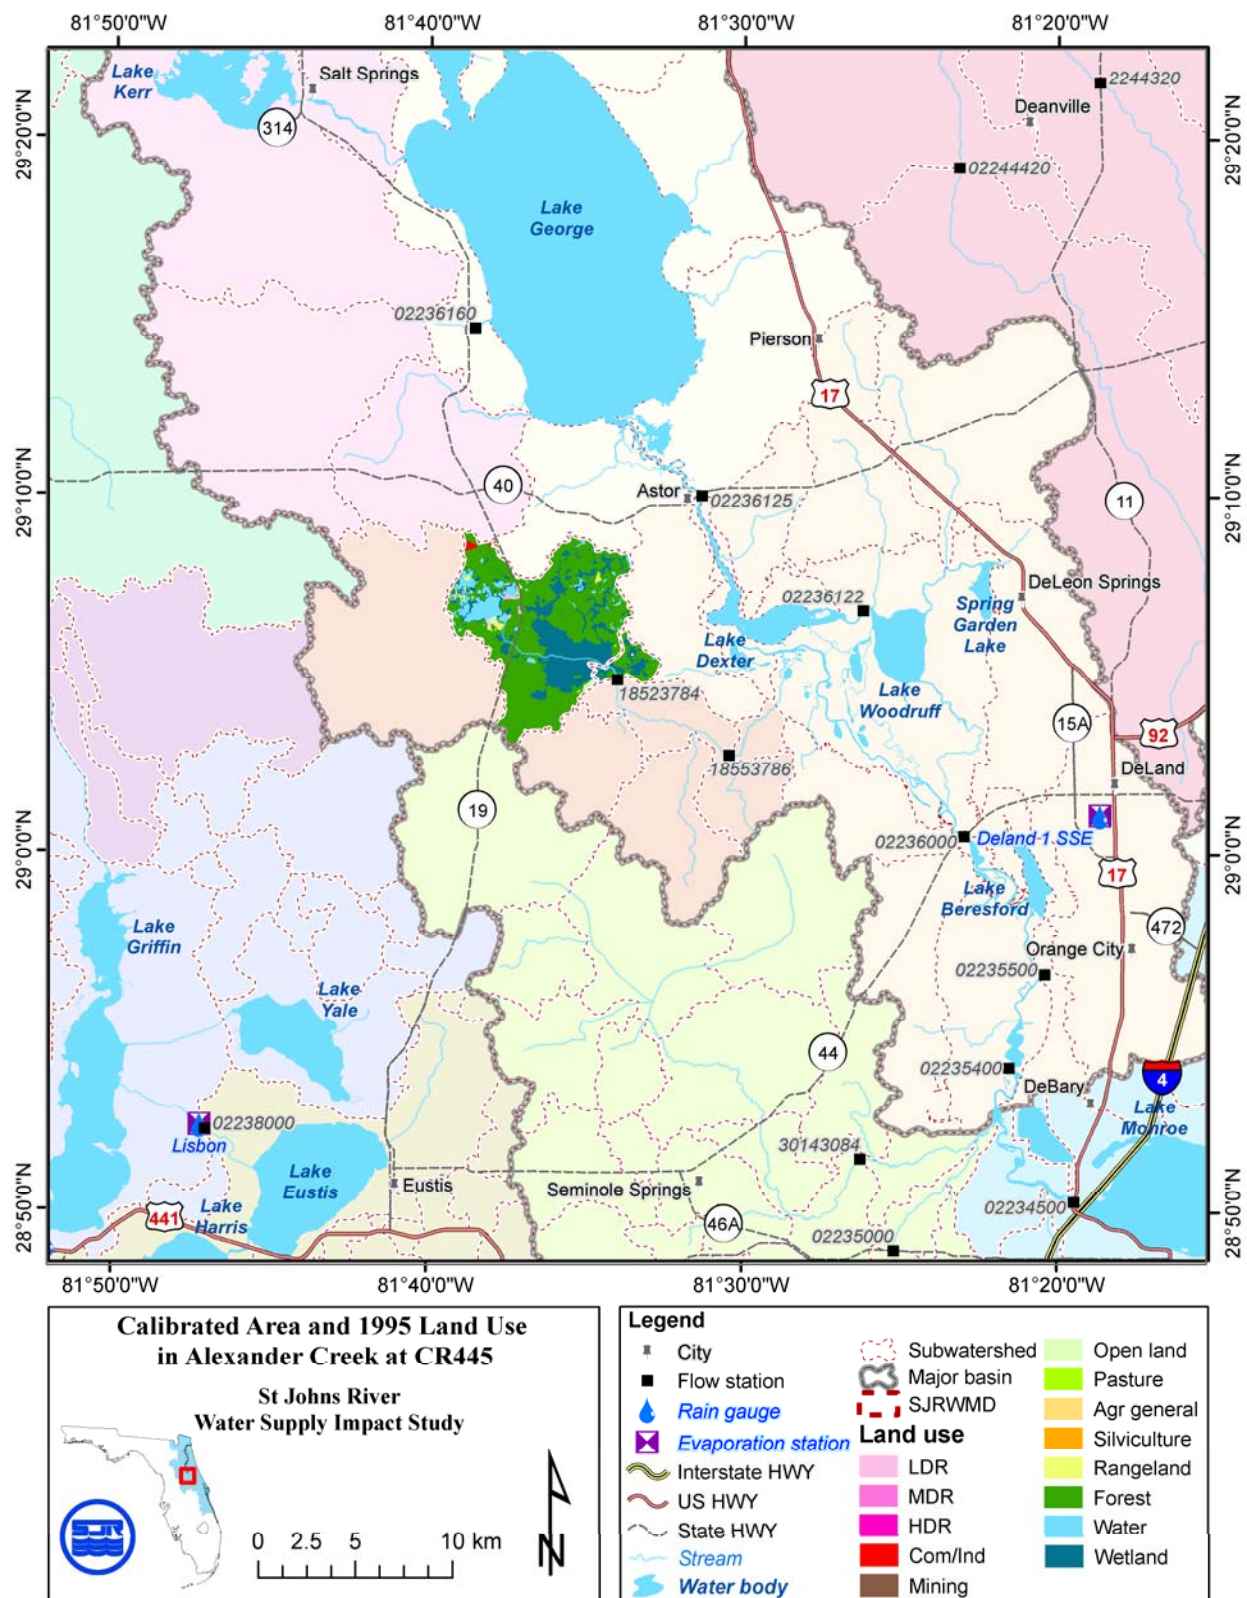 81°50'0"W
81°40'0"W
81°30'0"W
81°20'0"W
Lake
Kerr
Salt Springs
2244320
Deanville
314
29°20'0"N
29°20'0"N
02244420
Lake
George
02236160
Pierson
17
40
Astor
02236125
11
29°10'0"N
29°10'0"N
DeLeon Springs
02236122
Spring
Garden
Lake
Lake
Dexter
18523784
Lake
Woodruff
15A
92
18553786
DeLand
19
02236000
Deland 1 SSE
29°0'0"N
29°0'0"N
17
Lake
Beresford
Lake
Griffin
472
Orange City
02235500
Lake
Yale
44
02235400
4
DeBary
Lake
Monroe
02238000
Lisbon
30143084
Lake
Eustis
Eustis
Seminole Springs
Lake
Harris
441
46A
02234500
02235000
28°50'0"N
28°50'0"N
81°50'0"W
81°40'0"W
81°30'0"W
81°20'0"W
Calibrated Area and 1995 Land Use
in Alexander Creek at CR445
St Johns River
Water Supply Impact Study
SJR
0 2.5 5 10 km
N
Legend
City
Flow station
Rain gauge
Evaporation station
Interstate HWY
US HWY
State HWY
Stream
Water body
Subwatershed
Major basin
SJRWMD
Land use
LDR
MDR
HDR
Com/Ind
Mining
Open land
Pasture
Agr general
Silviculture
Rangeland
Forest
Water
Wetland